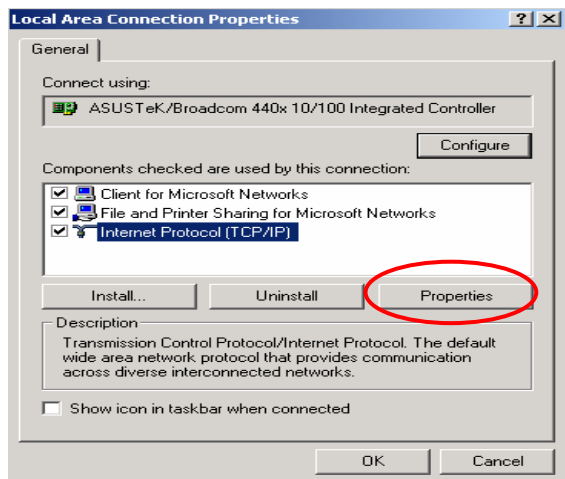 Local Area Connection Properties
General
Connect using:
ASUSTeK/Broadcom 440x 10/100 Integrated Controller
Configure
Components checked are used by this connection:
Client for Microsoft Networks
File and Printer Sharing for Microsoft Networks
Internet Protocol (TCP/IP)
Install... Uninstall Properties
Description
Transmission Control Protocol/Internet Protocol. The default
wide area network protocol that provides communication
across diverse interconnected networks.
Show icon in taskbar when connected
OK Cancel